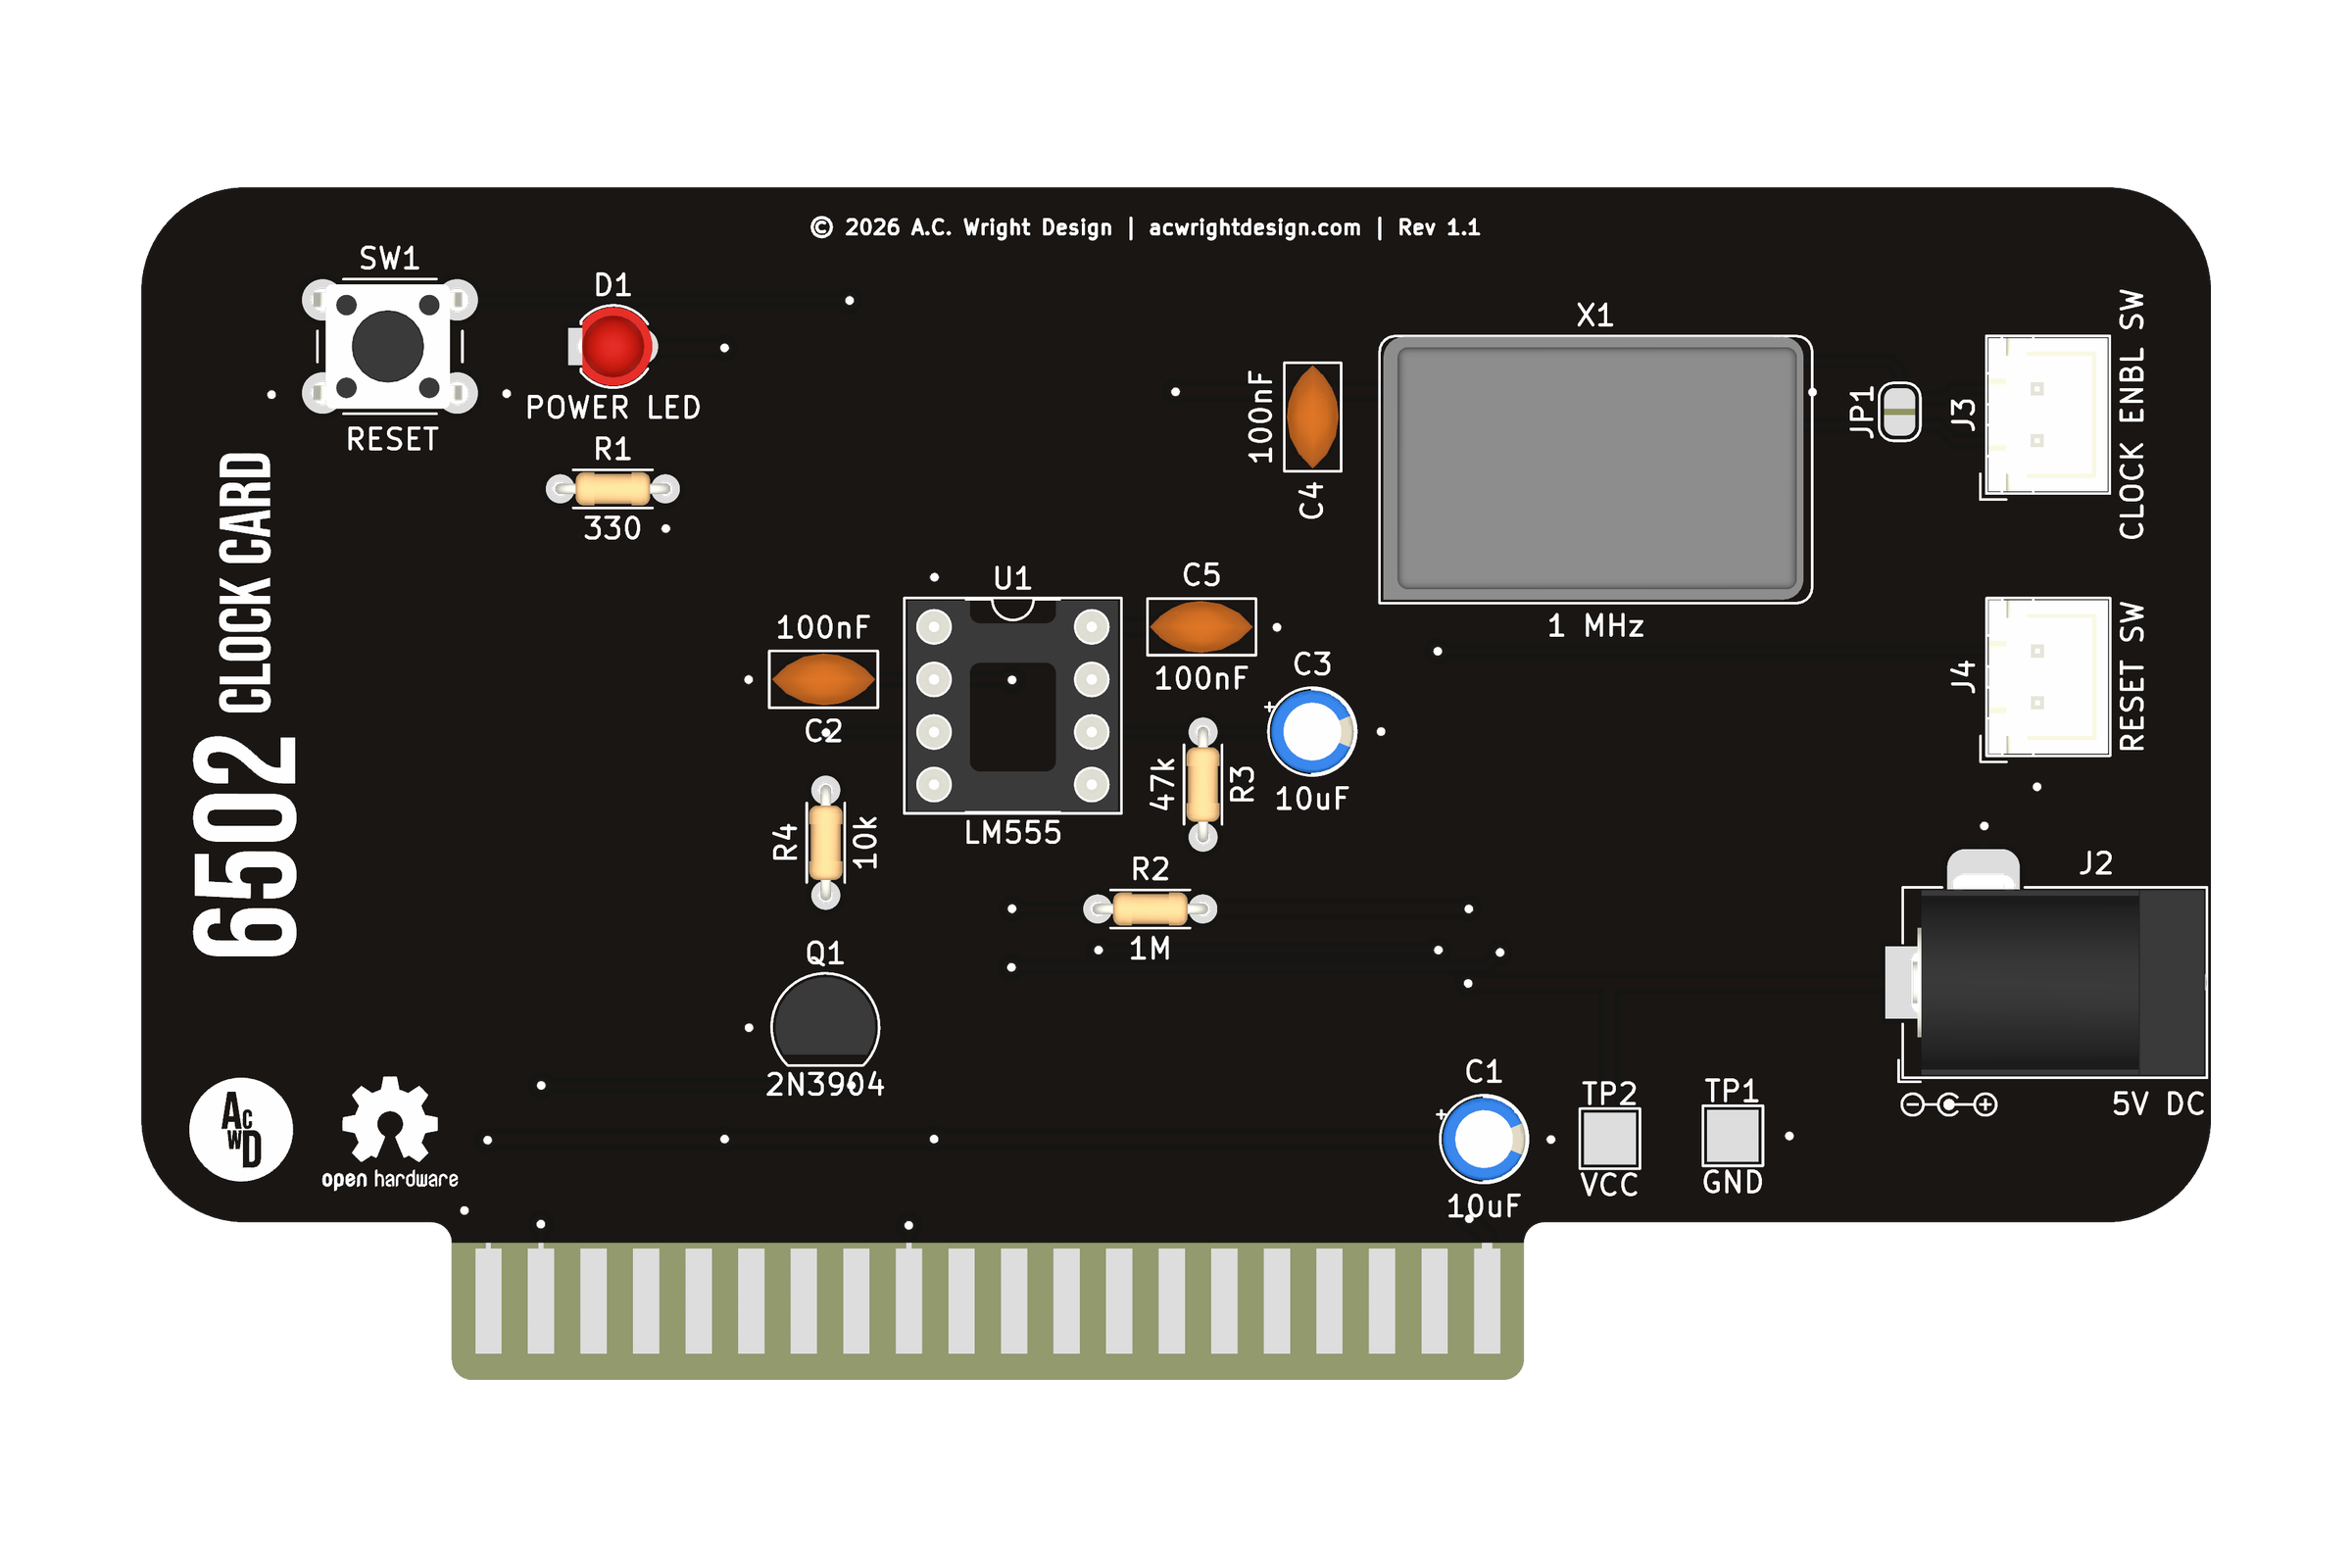 © 2026 A.C. Wright Design | acwrightdesign.com | Rev 1.1
SW1
RESET
D1
POWER LED
R1
330
6502 CLOCK CARD
X1
1 MHz
100nF
C4
JP1
J3
CLOCK ENBL SW
U1
LM555
C5
100nF
100nF
C2
C3
10uF
47k
R3
J4
RESET SW
R4
10k
R2
1M
J2
5V DC
Q1
2N3904
C1
10uF
TP2
VCC
TP1
GND
ACWD
open hardware